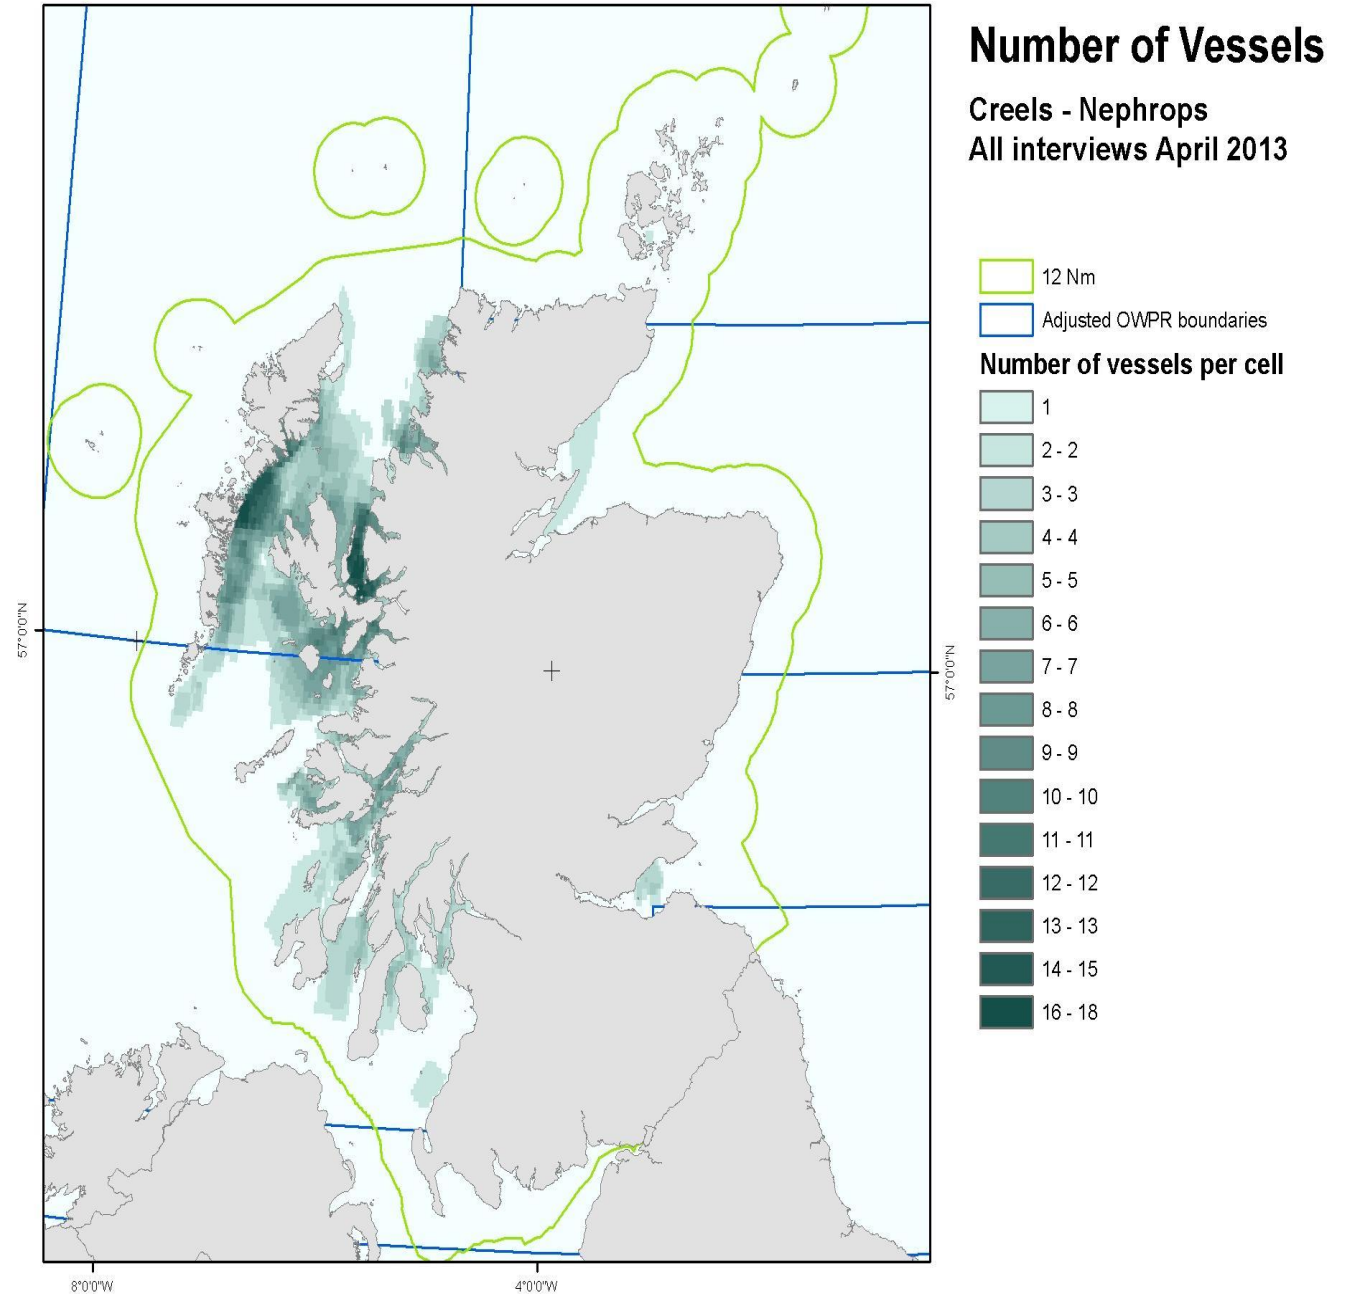 Number of Vessels
Creels - Nephrops
All interviews April 2013
12 Nm
Adjusted OWPR boundaries
Number of vessels per cell
1
2 - 2
3 - 3
4 - 4
5 - 5
6 - 6
7 - 7
8 - 8
9 - 9
10 - 10
11 - 11
12 - 12
13 - 13
14 - 15
16 - 18
57°0'0"N
57°0'0"N
8°0'0"W
4°0'0"W